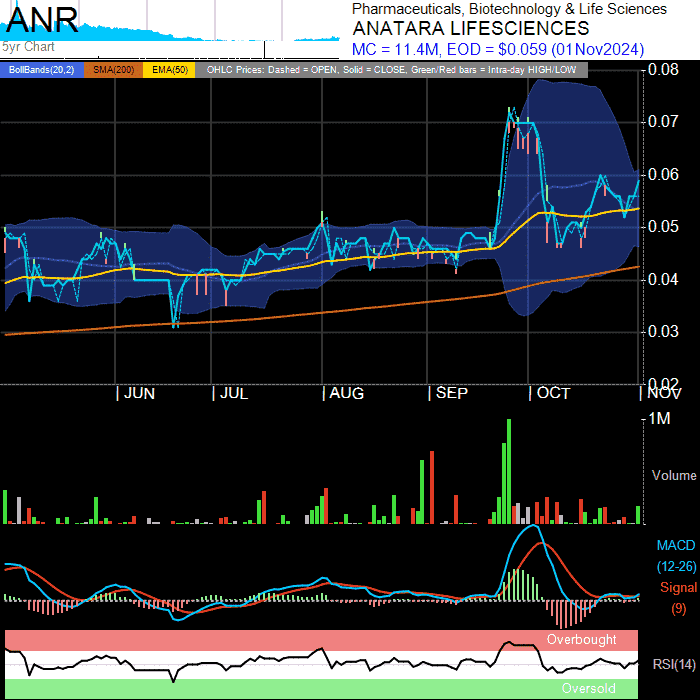 ANR
Pharmaceuticals, Biotechnology & Life Sciences
ANATARA LIFESCIENCES
5yr Chart
MC = 11.4M, EOD = $0.059 (01Nov2024)
BollBands(20,2) SMA(200) EMA(50) OHLC Prices: Dashed = OPEN, Solid = CLOSE, Green/Red bars = Intra-day HIGH/LOW
0.08
0.07
0.06
0.05
0.04
0.03
0.02
JUN JUL AUG SEP OCT NOV
1M
Volume
MACD
(12-26)
Signal
(9)
Overbought
RSI(14)
Oversold